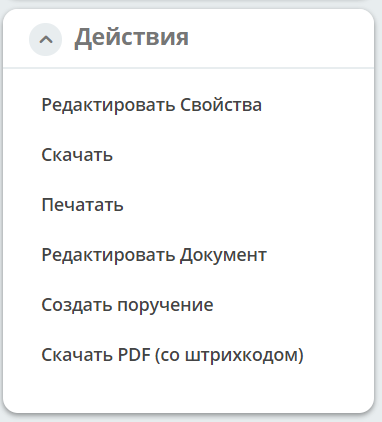 Действия
Редактировать Свойства
Скачать
Печатать
Редактировать Документ
Создать поручение
Скачать PDF (со штрихкодом)